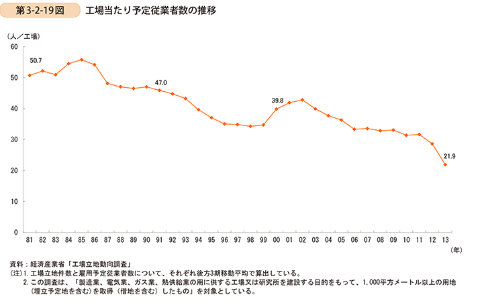 第3-2-19図 工場当たり予定従業者数の推移
(人／工場)
60
50
40
30
20
10
0
50.7
47.0
39.8
21.9
81 82 83 84 85 86 87 88 89 90 91 92 93 94 95 96 97 98 99 00 01 02 03 04 05 06 07 08 09 10 11 12 13
(年)
資料：経済産業省「工場立地動向調査」
(注)1. 工場立地件数と雇用予定従業者数について、それぞれ後方3期移動平均で算出している。
2. この調査は、「製造業、電気業、ガス業、熱供給業の用に供する工場又は研究所を建設する目的をもって、1,000平方メートル以上の用地
(埋立予定地を含む)を取得（借地を含む）したもの」を対象としている。